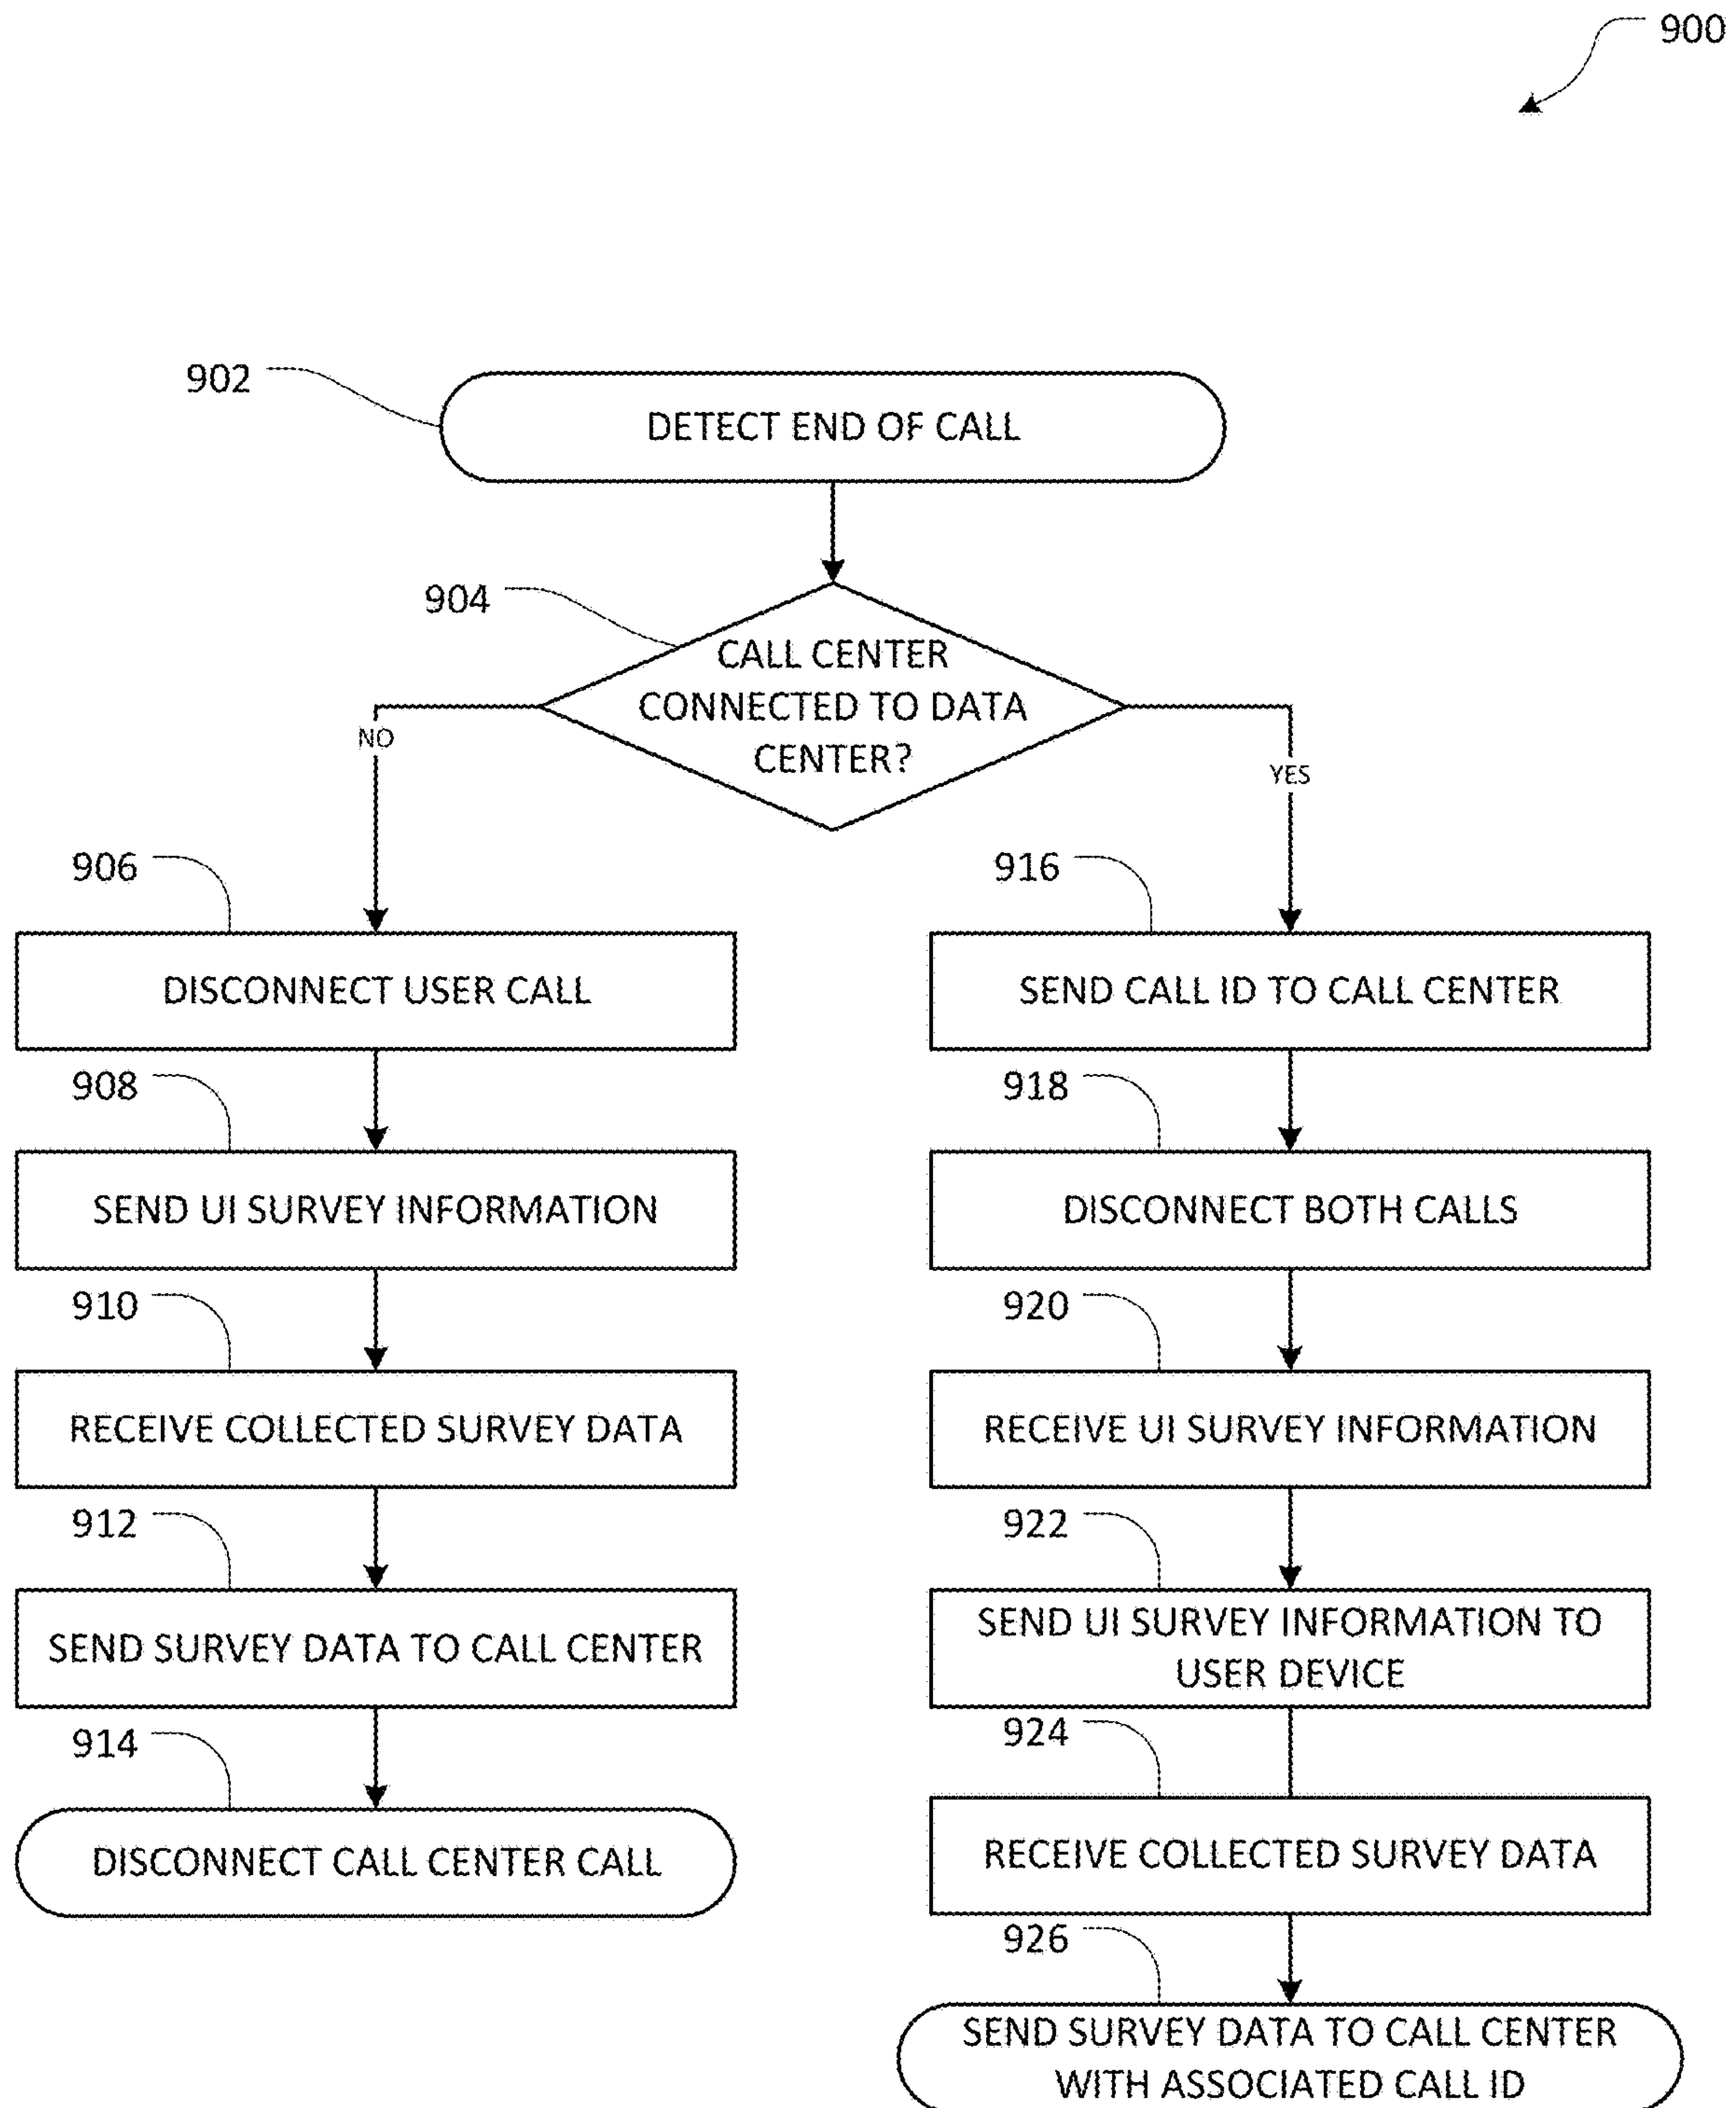 900
902
DETECT END OF CALL
904
CALL CENTER
CONNECTED TO DATA
CENTER?
NO
YES
906
DISCONNECT USER CALL
908
SEND UI SURVEY INFORMATION
910
RECEIVE COLLECTED SURVEY DATA
912
SEND SURVEY DATA TO CALL CENTER
914
DISCONNECT CALL CENTER CALL
916
SEND CALL ID TO CALL CENTER
918
DISCONNECT BOTH CALLS
920
RECEIVE UI SURVEY INFORMATION
922
SEND UI SURVEY INFORMATION TO
USER DEVICE
924
RECEIVE COLLECTED SURVEY DATA
926
SEND SURVEY DATA TO CALL CENTER
WITH ASSOCIATED CALL ID